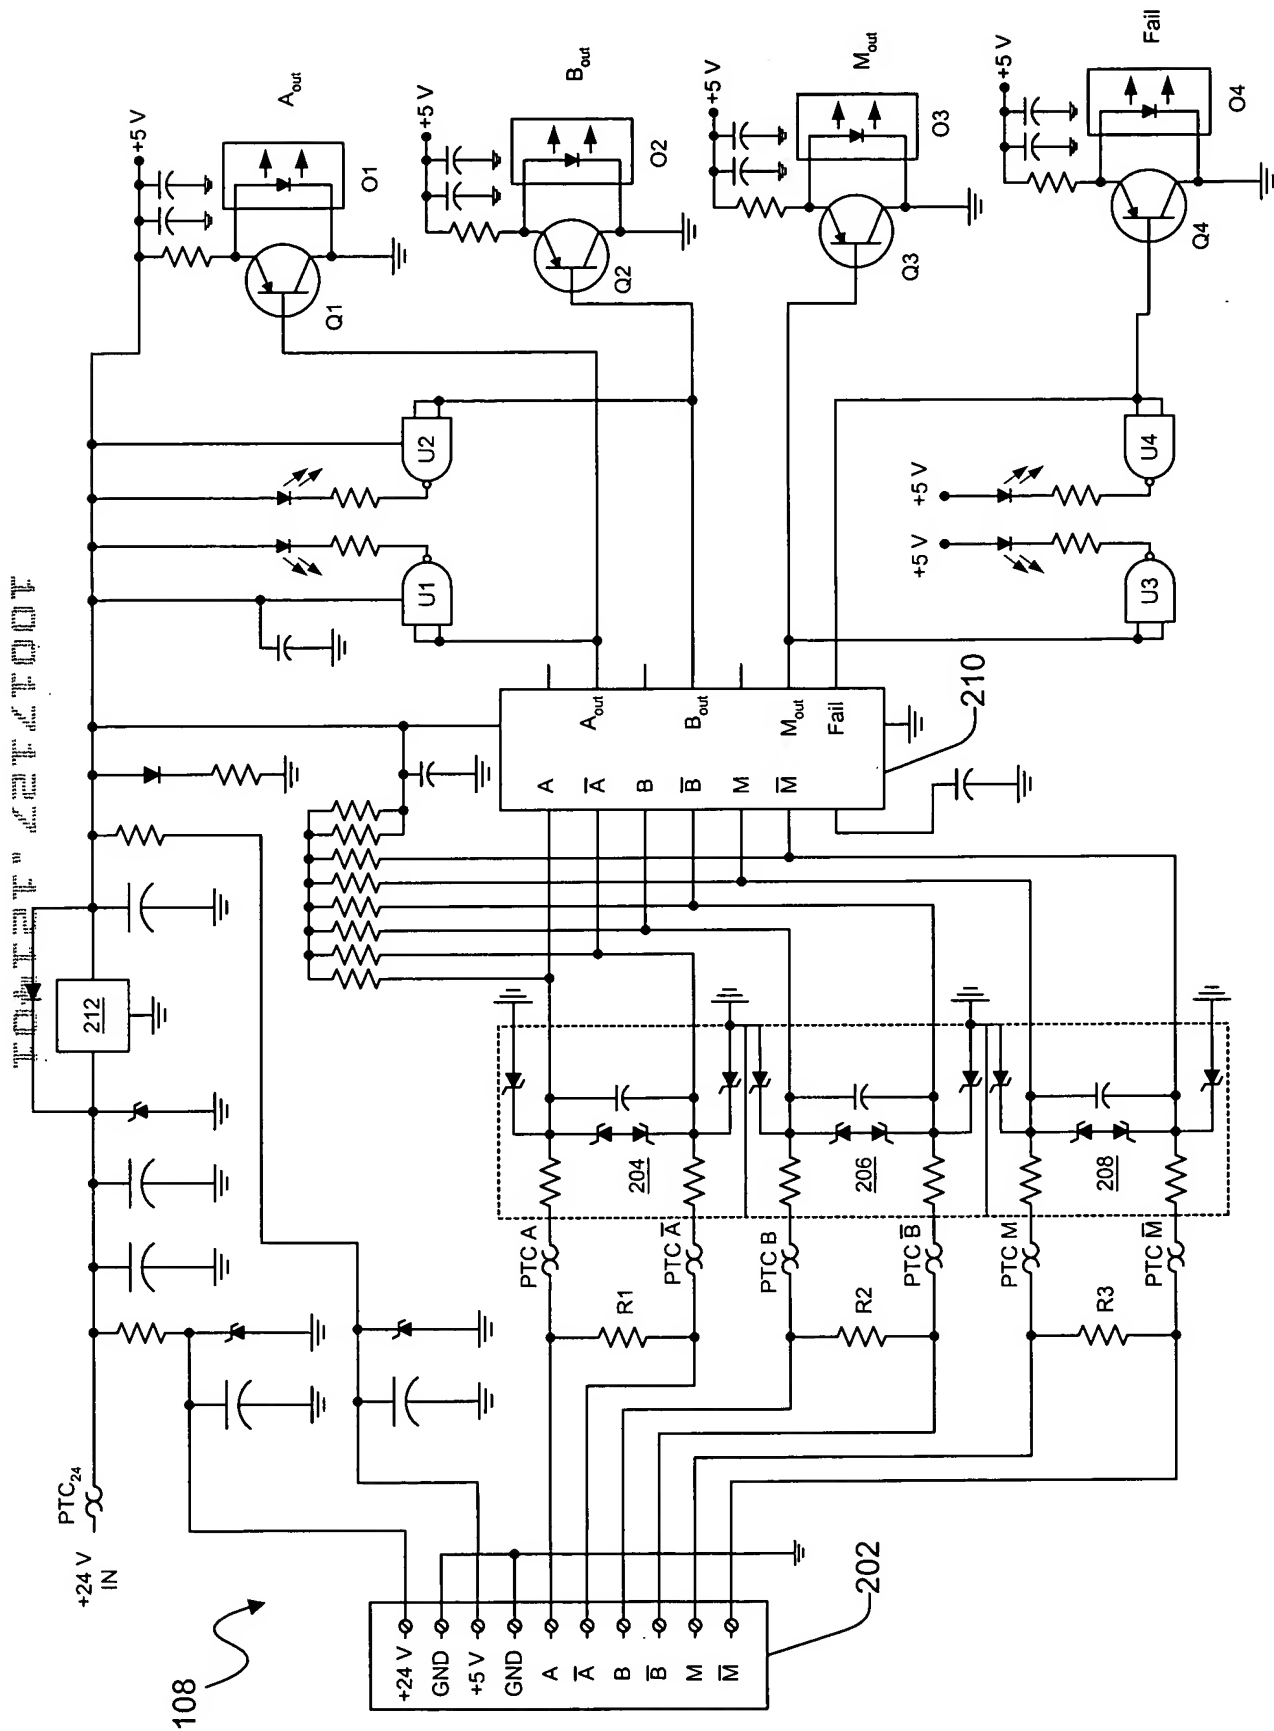 108
+24 V
IN
PTC24
212
+24 V
GND
+5 V
GND
A
A̅
B
B̅
M
M̅
202
R1
R2
R3
PTC A
PTC A̅
PTC B
PTC B̅
PTC M
PTC M̅
204
206
208
A
A̅
B
B̅
M
M̅
Aout
Bout
Mout
Fail
210
U1
U2
U3
U4
+5 V
+5 V
+5 V
Q1
O1
Aout
+5 V
Q2
O2
Bout
+5 V
Q3
O3
Mout
+5 V
Q4
O4
Fail